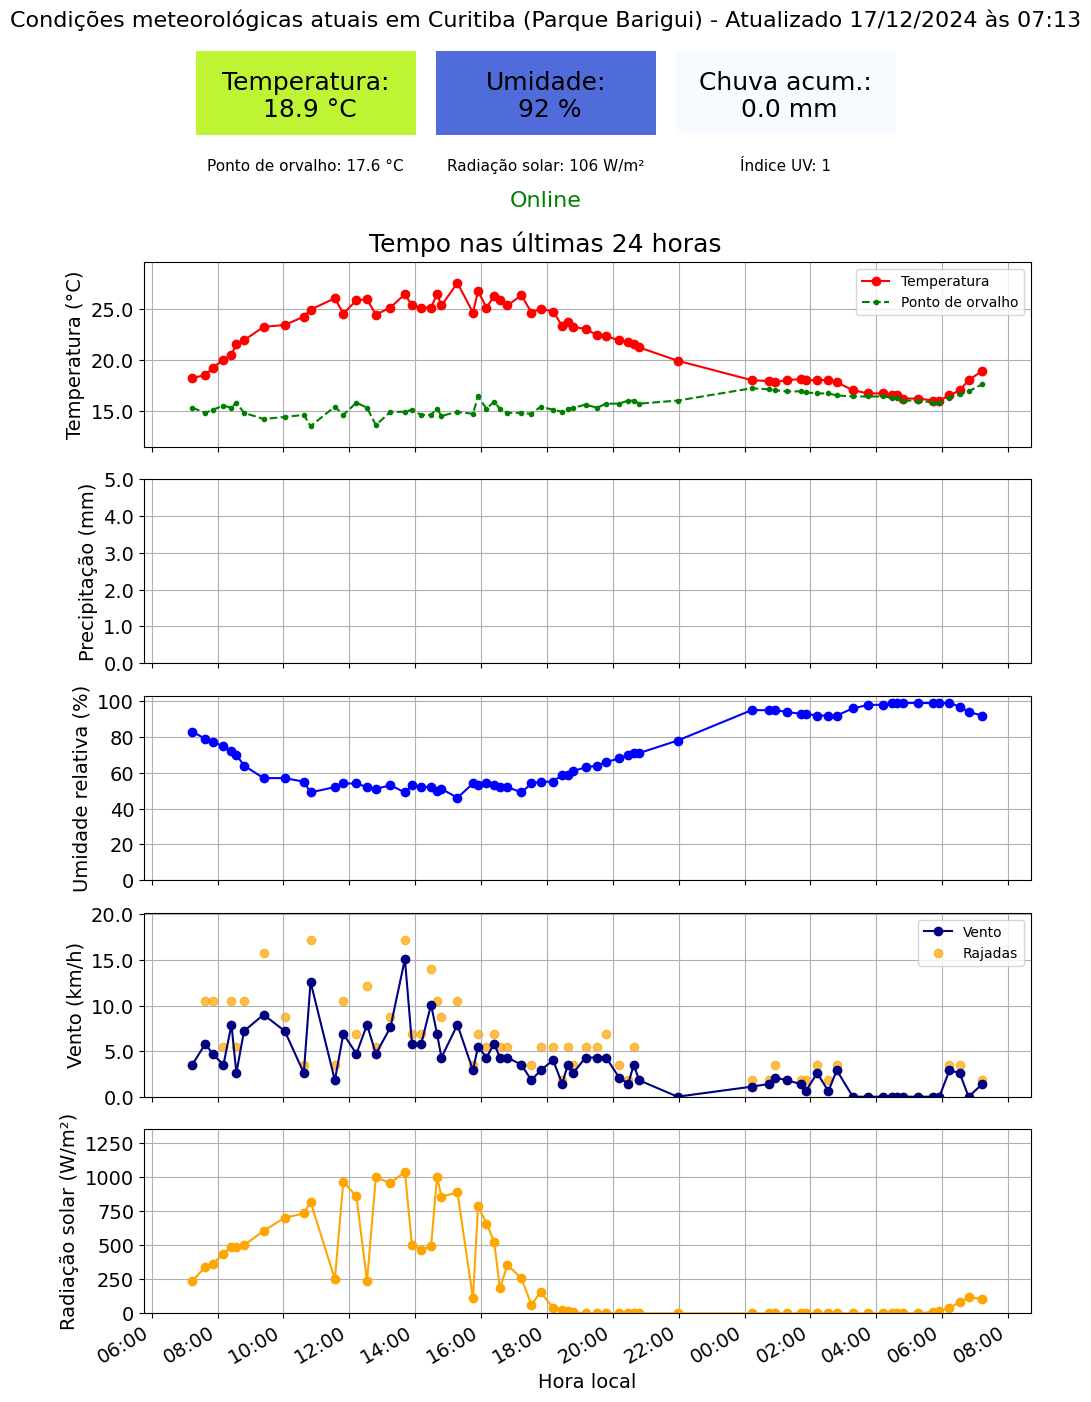 Condições meteorológicas atuais em Curitiba (Parque Barigui) - Atualizado 17/12/2024 às 07:13
Temperatura:
18.9 °C
Umidade:
92 %
Chuva acum.:
0.0 mm
Ponto de orvalho: 17.6 °C
Radiação solar: 106 W/m²
Índice UV: 1
Online
Tempo nas últimas 24 horas
Temperatura (°C)
25.0
20.0
15.0
Temperatura
Ponto de orvalho
Precipitação (mm)
5.0
4.0
3.0
2.0
1.0
0.0
Umidade relativa (%)
100
80
60
40
20
0
Vento (km/h)
20.0
15.0
10.0
5.0
0.0
Vento
Rajadas
Radiação solar (W/m²)
1250
1000
750
500
250
0
06:00
08:00
10:00
12:00
14:00
16:00
18:00
20:00
22:00
00:00
02:00
04:00
06:00
08:00
Hora local